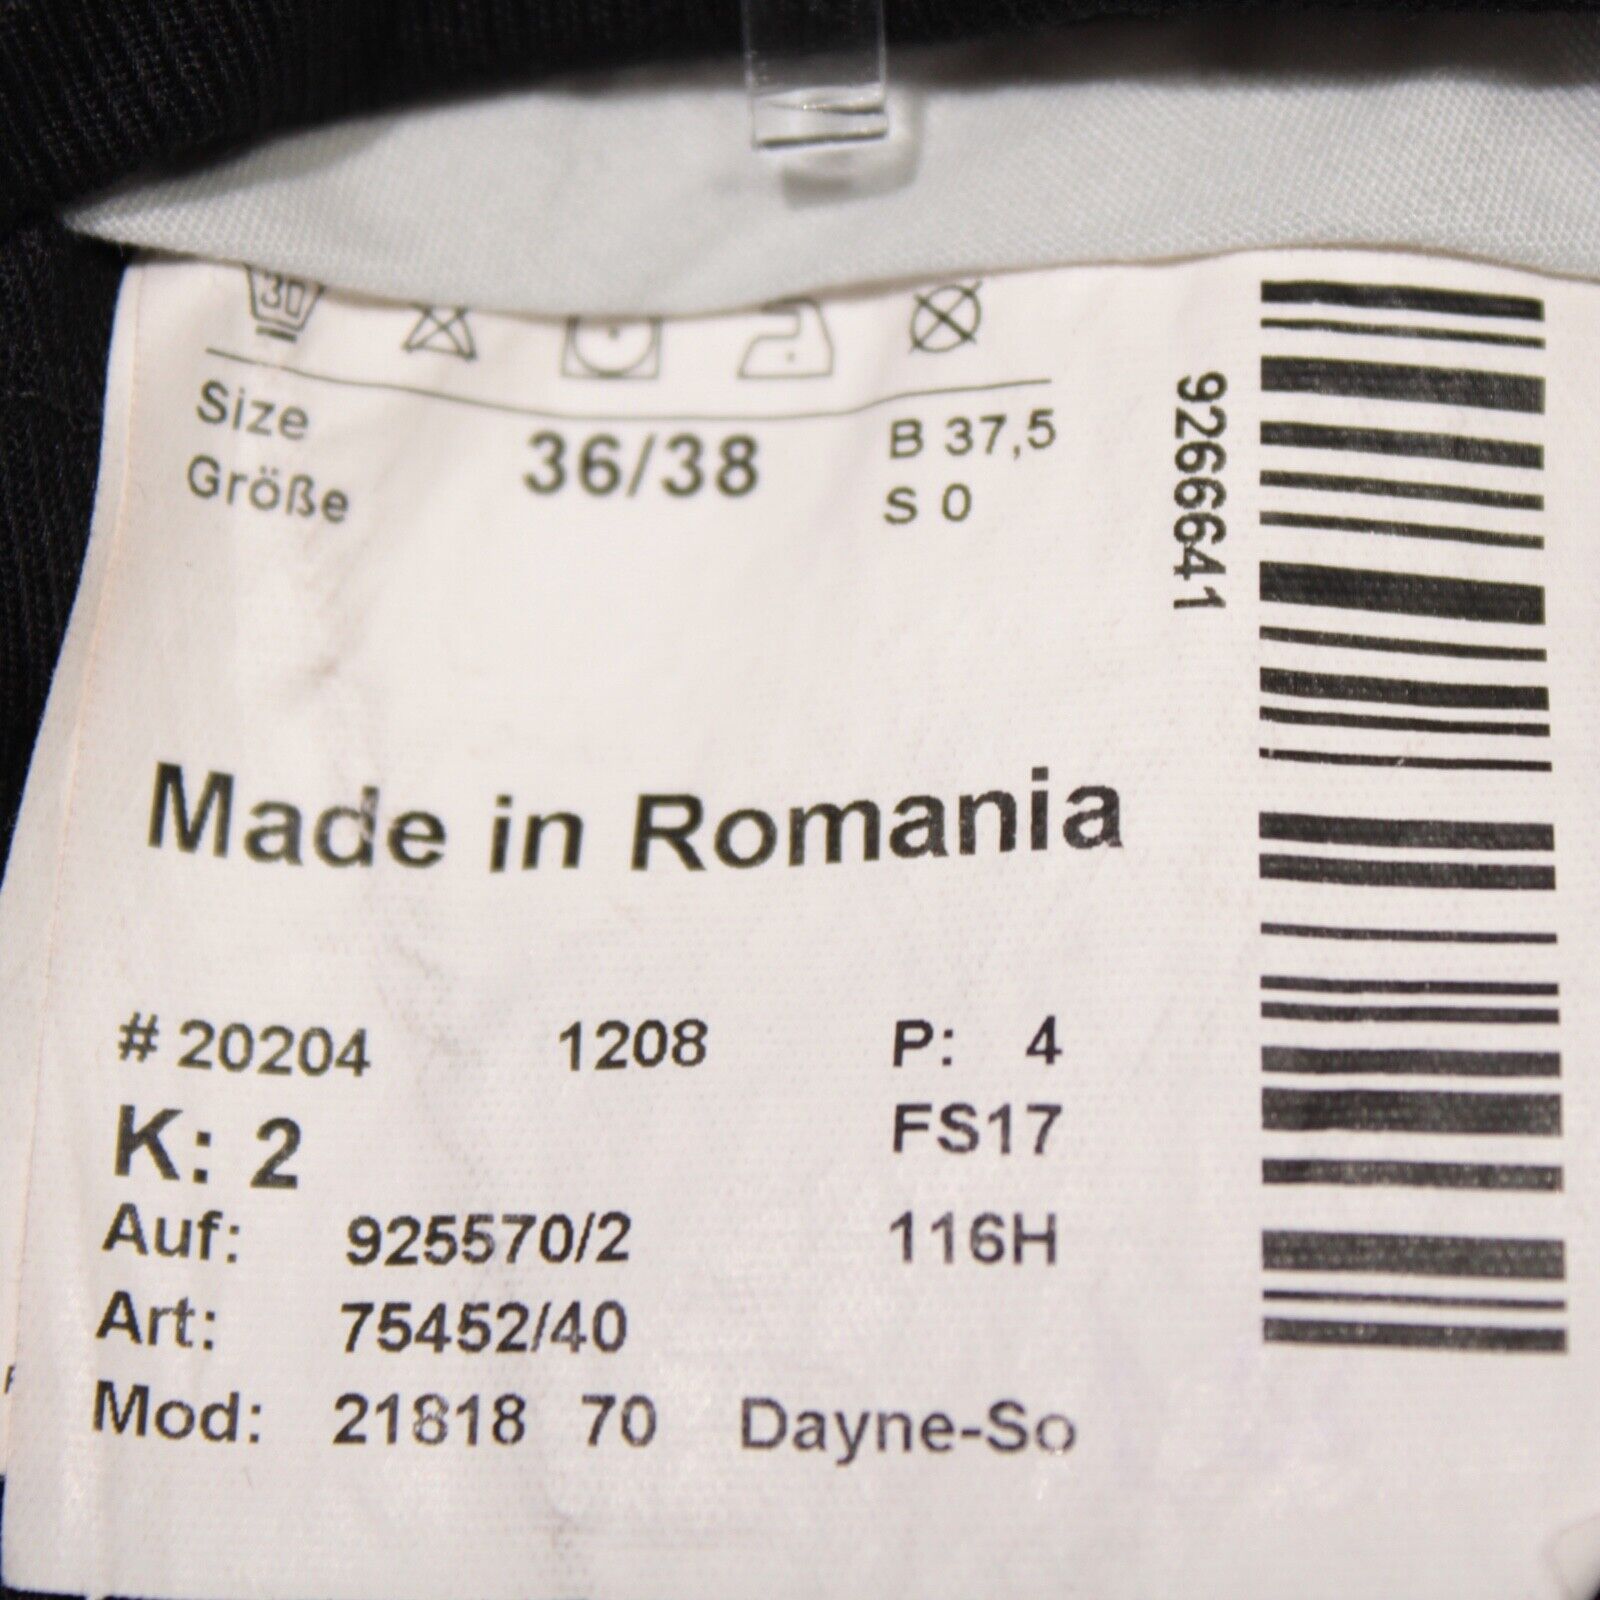 30
Size 36/38 B 37,5
Größe S 0
9266641
Made in Romania
# 20204 1208 P: 4
K: 2 FS17
Auf: 925570/2 116H
Art: 75452/40
Mod: 21818 70 Dayne-So